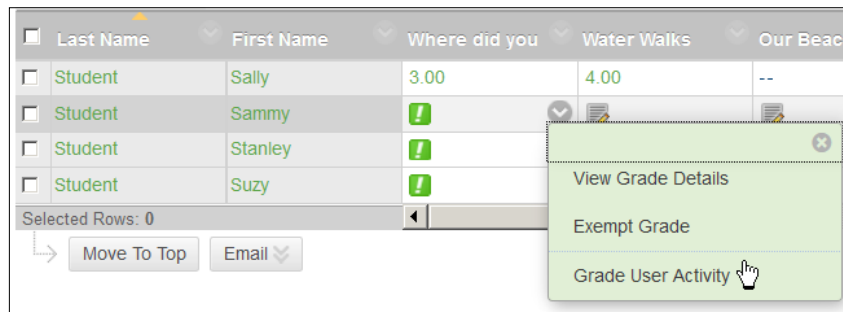 Last Name First Name Where did you Water Walks Our Beac
Student Sally 3.00 4.00 --
Student Sammy
Student Stanley
Student Suzy
View Grade Details
Exempt Grade
Grade User Activity
Selected Rows: 0
Move To Top Email